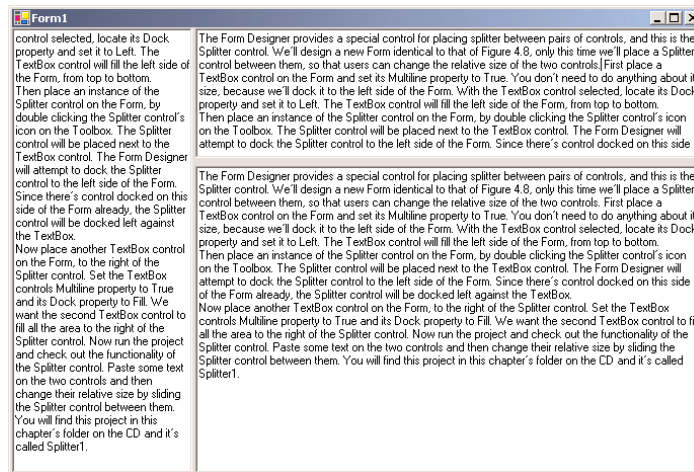 Form1
control selected, locate its Dock
property and set it to Left. The
TextBox control will fill the left side of
the Form, from top to bottom.
Then place an instance of the
Splitter control on the Form, by
double clicking the Splitter control's
icon on the Toolbox. The Splitter
control will be placed next to the
TextBox control. The Form Designer
will attempt to dock the Splitter
control to the left side of the Form.
Since there's control docked on this
side of the Form already, the Splitter
control will be docked left against
the TextBox.
Now place another TextBox control
on the Form, to the right of the
Splitter control. Set the TextBox
controls Multiline property to True
and its Dock property to Fill. We
want the second TextBox control to
fill all the area to the right of the
Splitter control. Now run the project
and check out the functionality of
the Splitter control. Paste some text
on the two controls and then
change their relative size by sliding
the Splitter control between them.
You will find this project in this
chapter's folder on the CD and it's
called Splitter1.
The Form Designer provides a special control for placing splitter between pairs of controls, and this is the
Splitter control. We'll design a new Form identical to that of Figure 4.8, only this time we'll place a Splitter
control between them, so that users can change the relative size of the two controls. First place a
TextBox control on the Form and set its Multiline property to True. You don't need to do anything about it
size, because we'll dock it to the left side of the Form. With the TextBox control selected, locate its Dock
property and set it to Left. The TextBox control will fill the left side of the Form, from top to bottom.
Then place an instance of the Splitter control on the Form, by double clicking the Splitter control's icon
on the Toolbox. The Splitter control will be placed next to the TextBox control. The Form Designer will
attempt to dock the Splitter control to the left side of the Form. Since there's control docked on this side
The Form Designer provides a special control for placing splitter between pairs of controls, and this is the
Splitter control. We'll design a new Form identical to that of Figure 4.8, only this time we'll place a Splitter
control between them, so that users can change the relative size of the two controls. First place a
TextBox control on the Form and set its Multiline property to True. You don't need to do anything about it
size, because we'll dock it to the left side of the Form. With the TextBox control selected, locate its Dock
property and set it to Left. The TextBox control will fill the left side of the Form, from top to bottom.
Then place an instance of the Splitter control on the Form, by double clicking the Splitter control's icon
on the Toolbox. The Splitter control will be placed next to the TextBox control. The Form Designer will
attempt to dock the Splitter control to the left side of the Form. Since there's control docked on this side
of the Form already, the Splitter control will be docked left against the TextBox.
Now place another TextBox control on the Form, to the right of the Splitter control. Set the TextBox
controls Multiline property to True and its Dock property to Fill. We want the second TextBox control to fi
all the area to the right of the Splitter control. Now run the project and check out the functionality of the
Splitter control. Paste some text on the two controls and then change their relative size by sliding the
Splitter control between them. You will find this project in this chapter's folder on the CD and it's called
Splitter1.